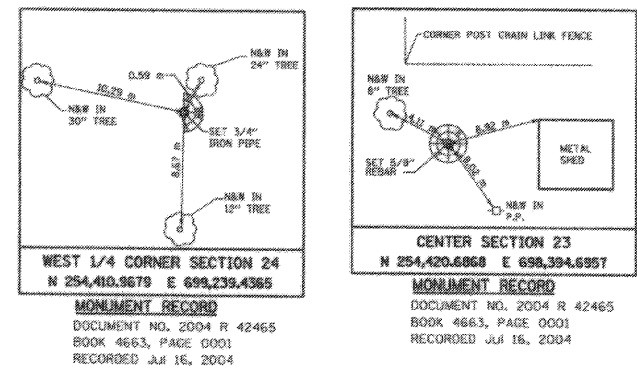 N&W IN
24" TREE
0.59 m
10.29 m
N&W IN
30" TREE
SET 3/4"
IRON PIPE
8.67 m
N&W IN
12" TREE
WEST 1/4 CORNER SECTION 24
N 254,410.9679 E 699,239.4365
MONUMENT RECORD
DOCUMENT NO. 2004 R 42465
BOOK 4663, PAGE 0001
RECORDED Jul 16, 2004
CORNER POST CHAIN LINK FENCE
N&W IN
8" TREE
m
m
SET 5/8"
REBAR
m
METAL
SHED
N&W IN
P.P.
CENTER SECTION 23
N 254,420.6868 E 698,394.6957
MONUMENT RECORD
DOCUMENT NO. 2004 R 42465
BOOK 4663, PAGE 0001
RECORDED Jul 16, 2004